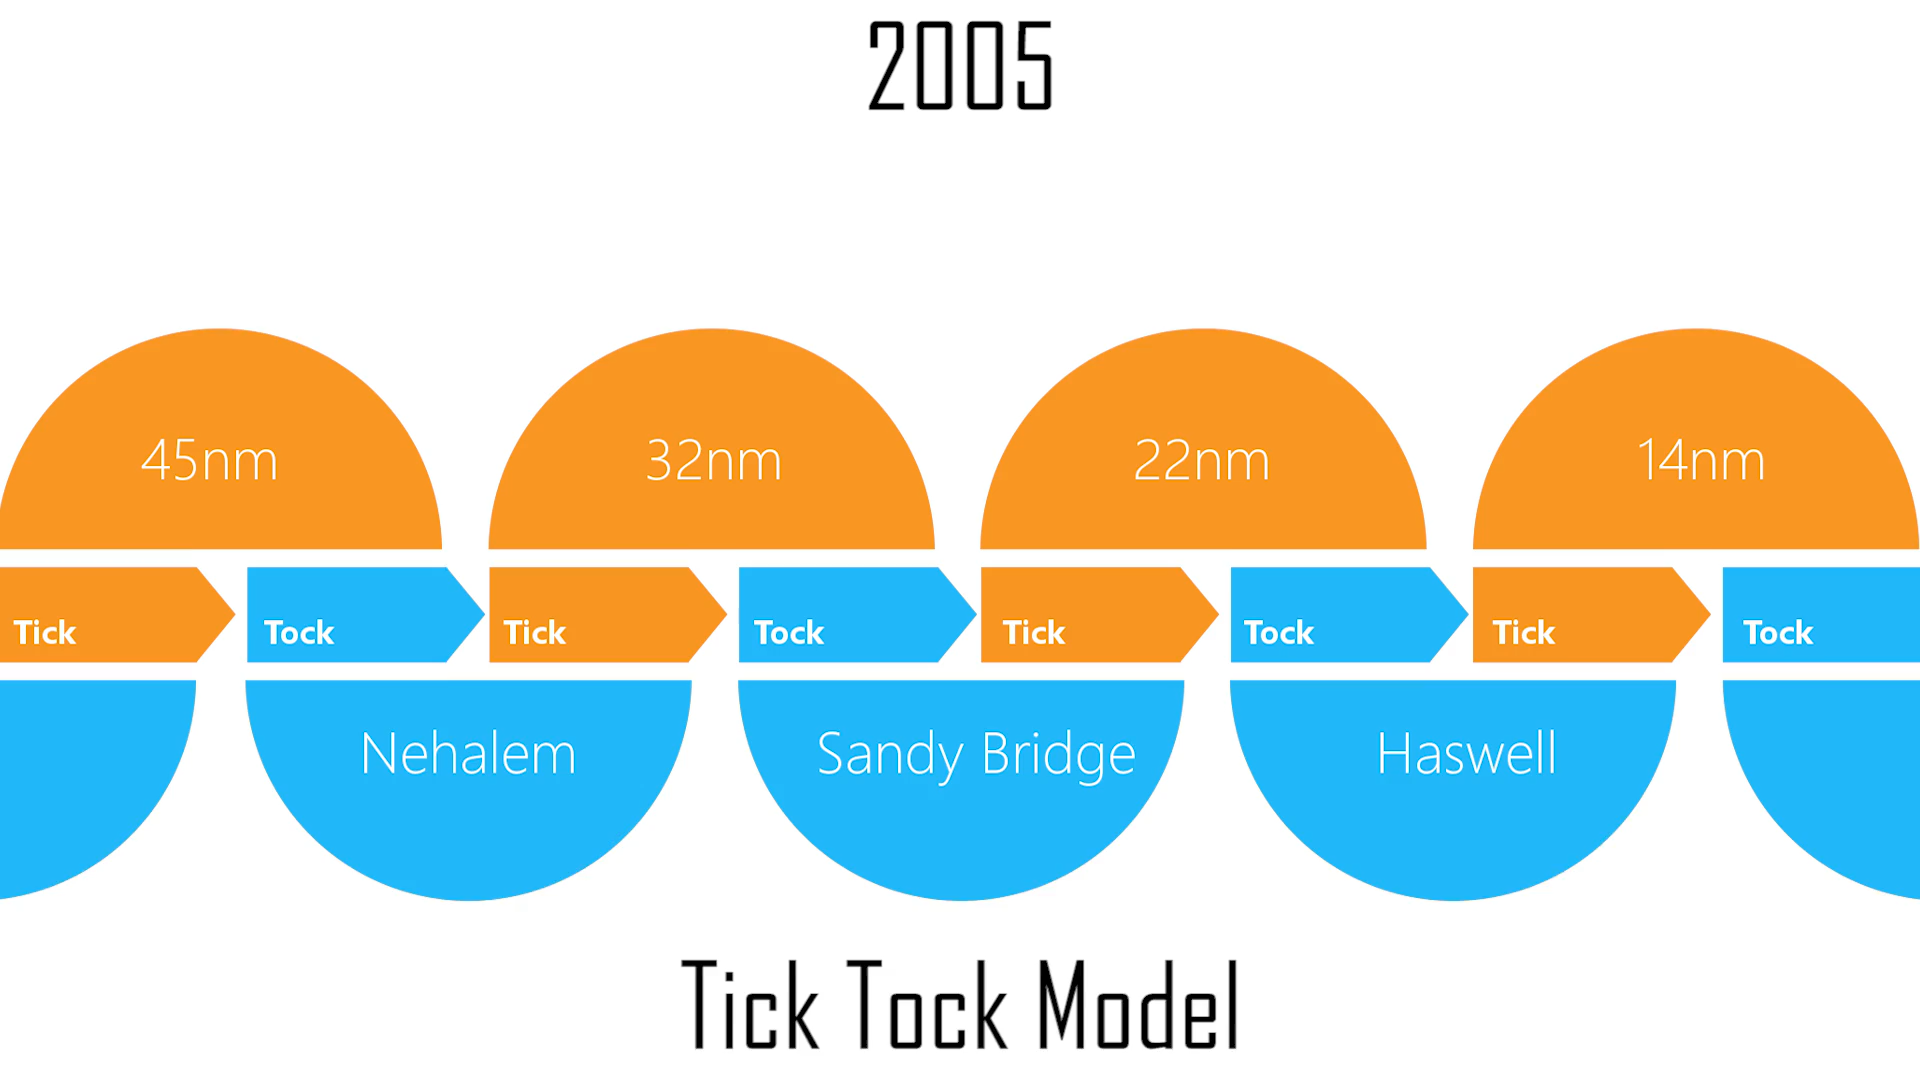 2005
45nm 32nm 22nm 14nm
Tick Tock Tick Tock Tick Tock Tick Tock
Nehalem Sandy Bridge Haswell
Tick Tock Model